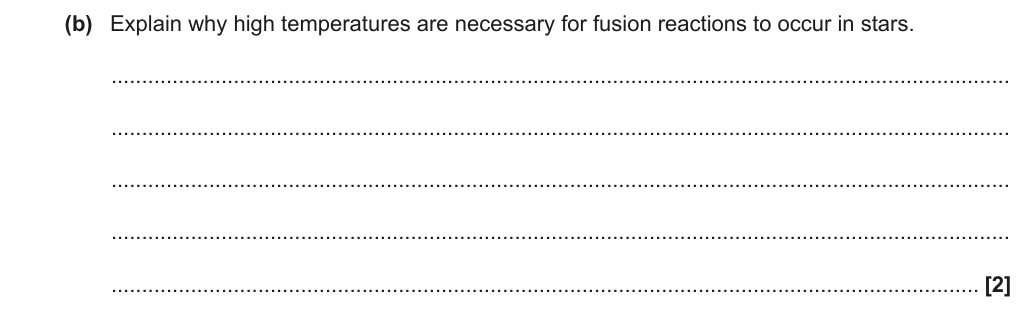 (b) Explain why high temperatures are necessary for fusion reactions to occur in stars.
[2]